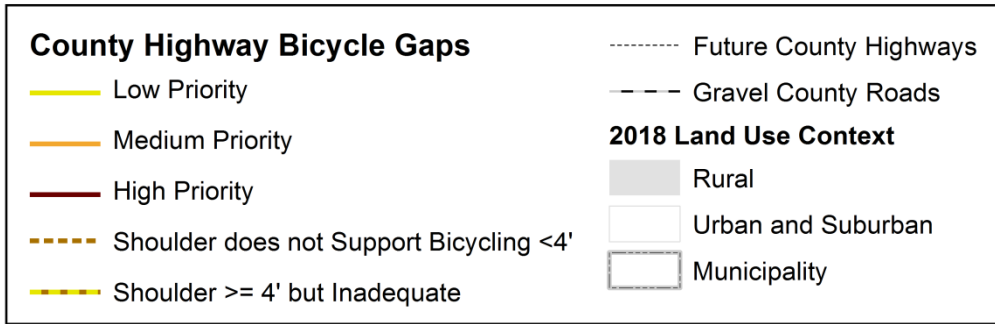 County Highway Bicycle Gaps
Low Priority
Medium Priority
High Priority
Shoulder does not Support Bicycling <4'
Shoulder >= 4' but Inadequate
Future County Highways
Gravel County Roads
2018 Land Use Context
Rural
Urban and Suburban
Municipality